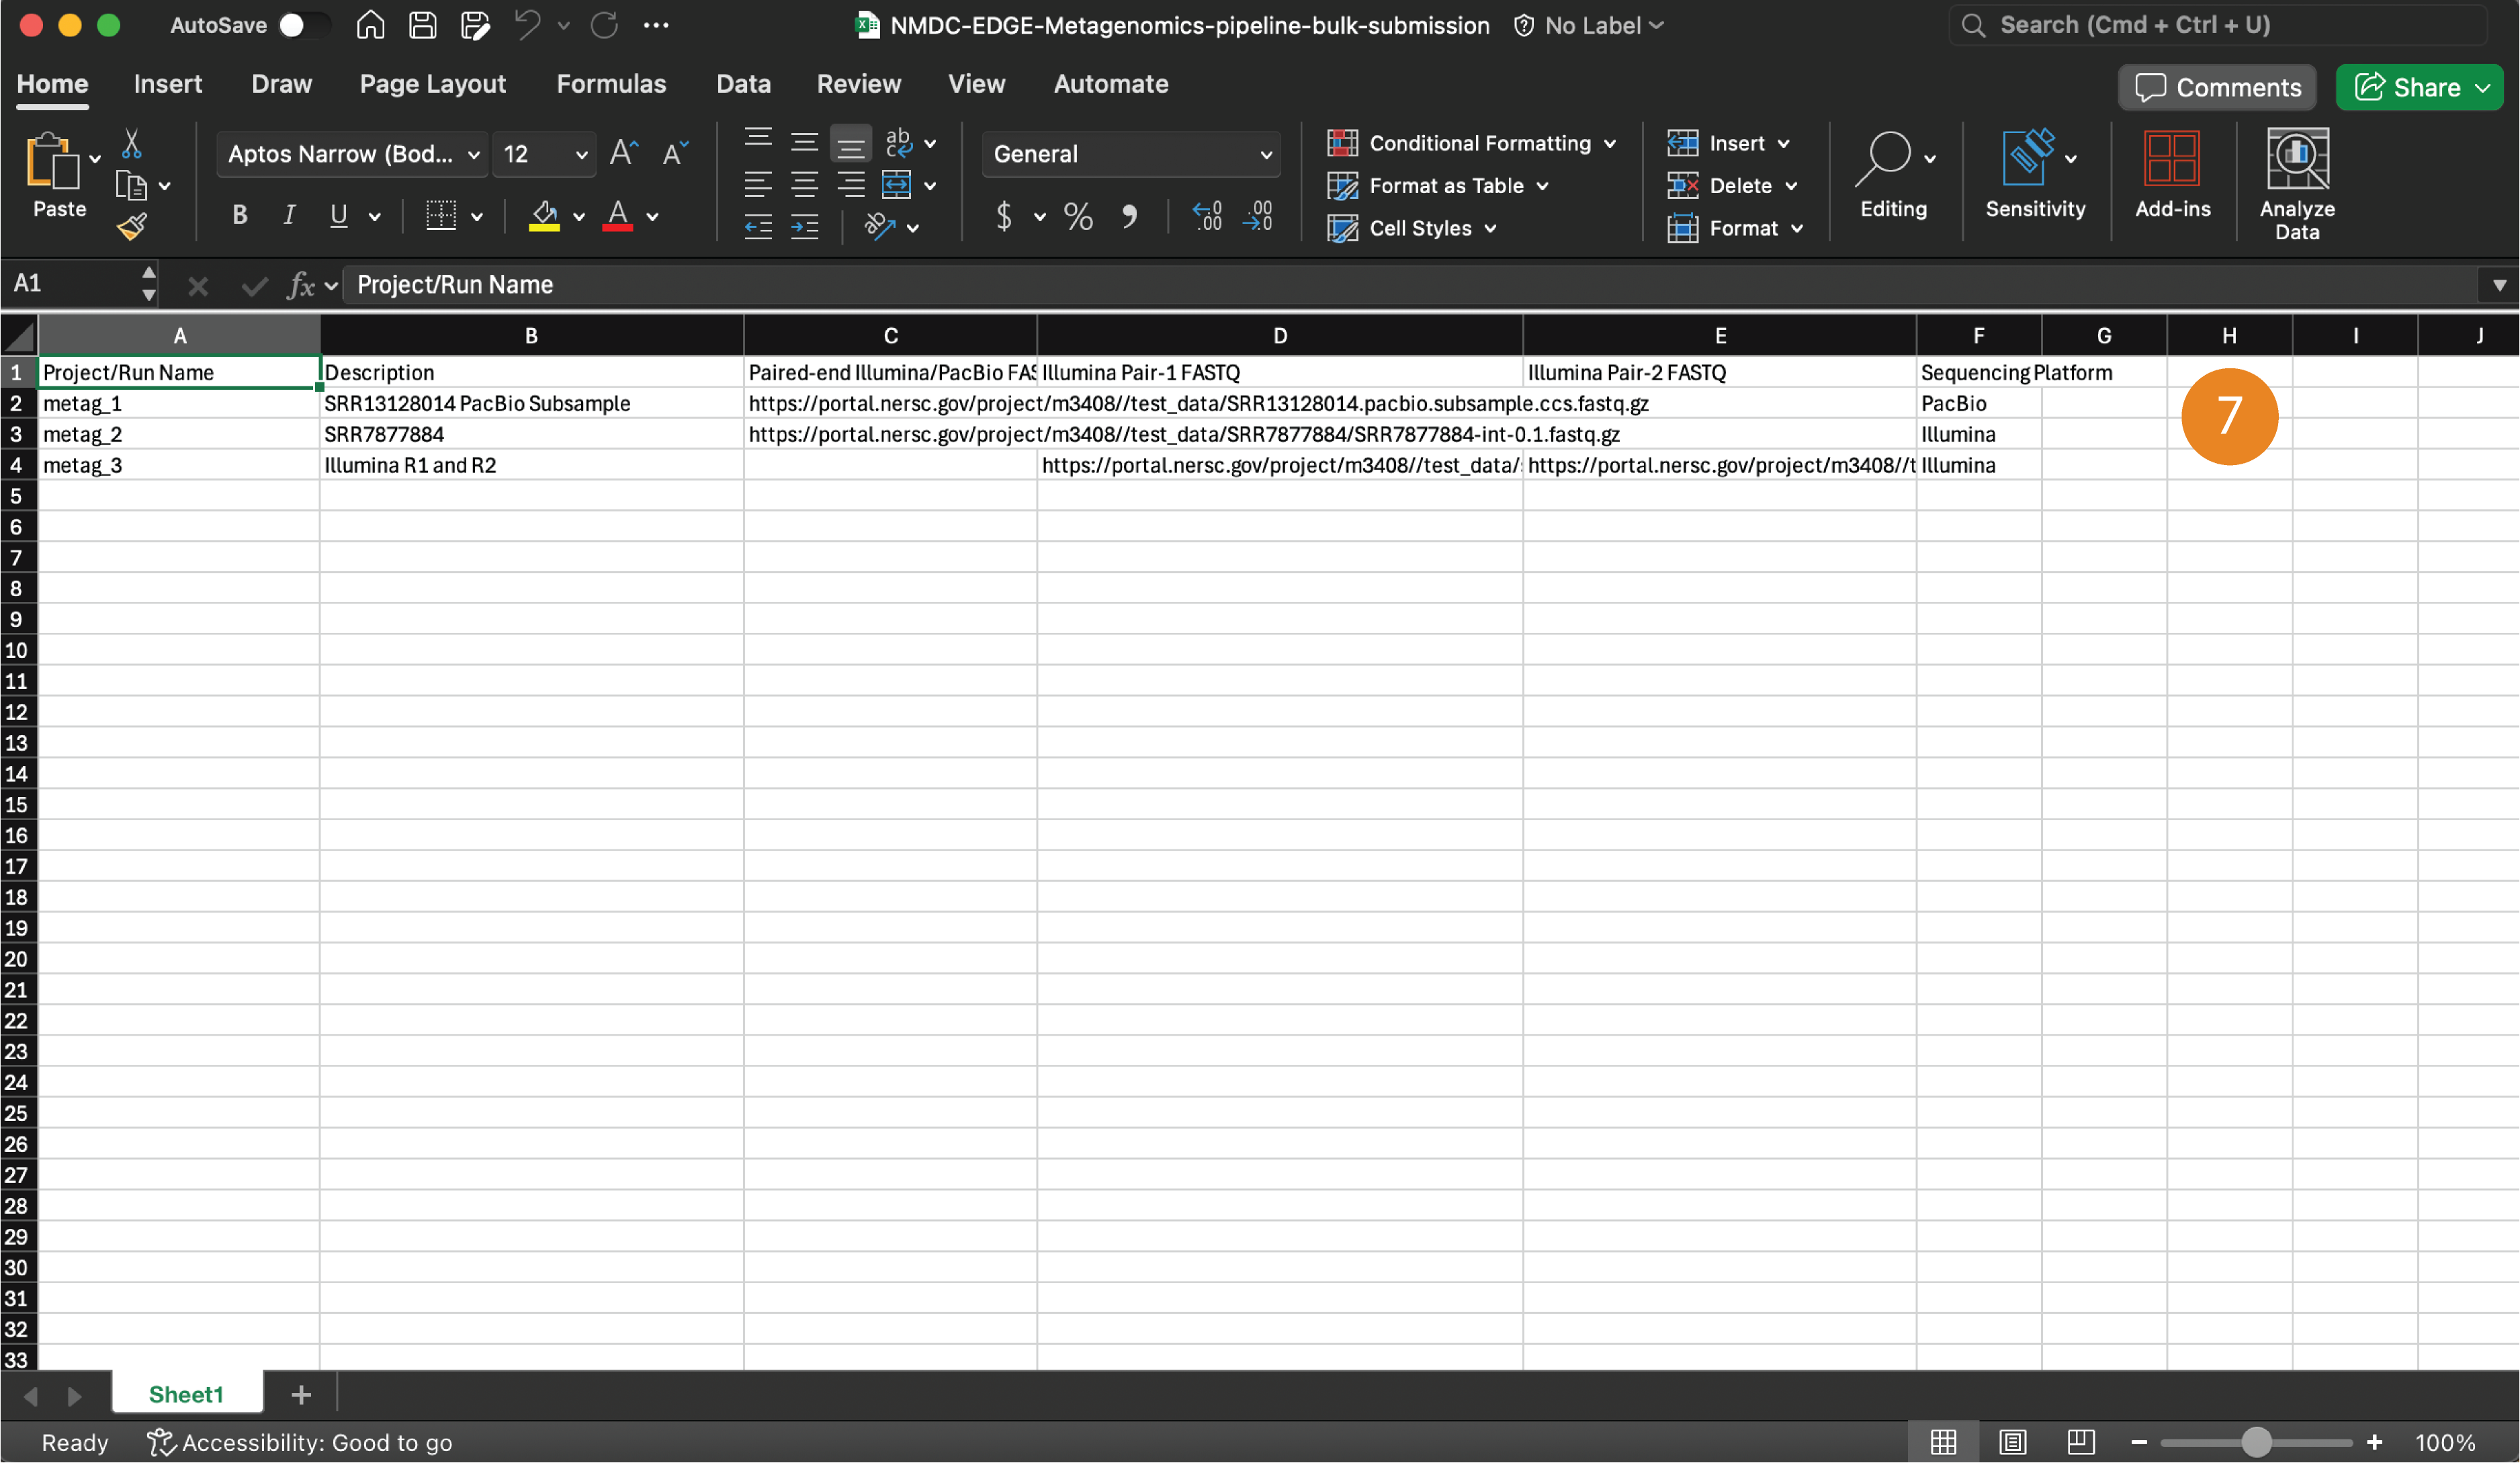 AutoSave NMDC-EDGE-Metagenomics-pipeline-bulk-submission No Label Search (Cmd + Ctrl + U)
Home Insert Draw Page Layout Formulas Data Review View Automate Comments Share
Paste
Aptos Narrow (Bod... 12 A A ab General
B I U A $ % , .00 .00
Conditional Formatting
Format as Table
Cell Styles
Insert
Delete
Format
Editing
Sensitivity
Add-ins
Analyze
Data
A1 fx Project/Run Name
A B C D E F G H I J
1 Project/Run Name Description Paired-end Illumina/PacBio FAS Illumina Pair-1 FASTQ Illumina Pair-2 FASTQ Sequencing Platform
2 metag_1 SRR13128014 PacBio Subsample https://portal.nersc.gov/project/m3408//test_data/SRR13128014.pacbio.subsample.ccs.fastq.gz PacBio
7
3 metag_2 SRR7877884 https://portal.nersc.gov/project/m3408//test_data/SRR7877884/SRR7877884-int-0.1.fastq.gz Illumina
4 metag_3 Illumina R1 and R2 https://portal.nersc.gov/project/m3408//test_data/ https://portal.nersc.gov/project/m3408//t Illumina
5
6
7
8
9
10
11
12
13
14
15
16
17
18
19
20
21
22
23
24
25
26
27
28
29
30
31
32
33
Sheet1 +
Ready Accessibility: Good to go 100%